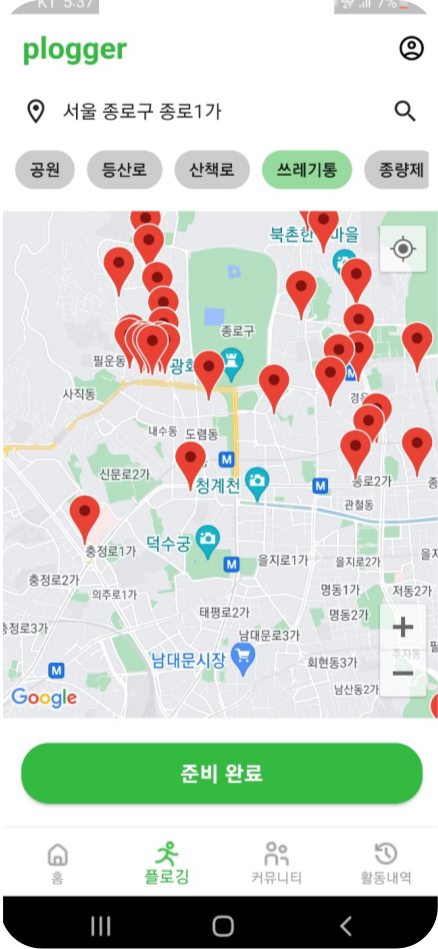 KT 5:37
7%
plogger
서울 종로구 종로1가
공원
등산로
산책로
쓰레기통
종량제
북촌한
마을
종로구
필운동
광화
사직동
내수동
도렴동
M
신문로2가
청계천
M
종로2가
관철동
충정로1가
덕수궁
M
을지로1가
을지로2가
충정로2가
의주로1가
명동1가
저동2가
태평로2가
명동2가
충정로3가
남대문로3가
남대문시장
회현동3가
주자동
남산동2가
M
Google
준비 완료
홈
플로깅
커뮤니티
활동내역